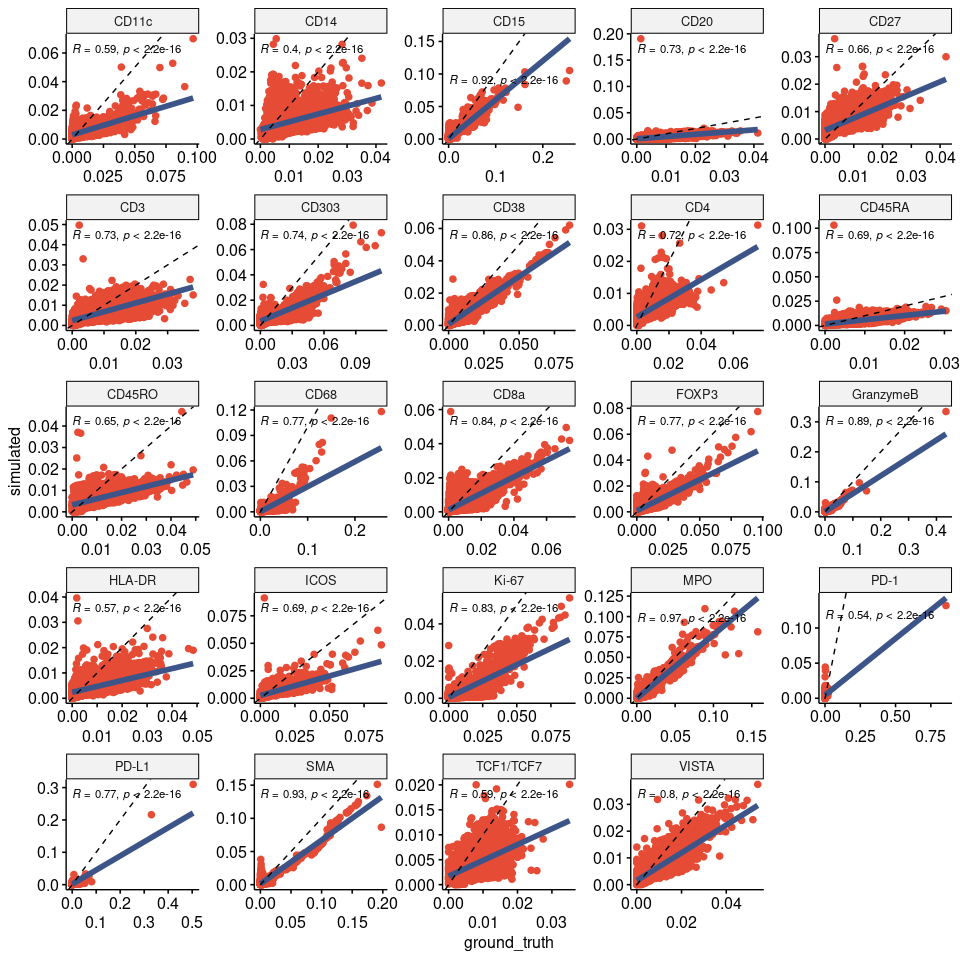 CD11c CD14 CD15 CD20 CD27
R = 0.59, p < 2.2e-16 R = 0.4, p < 2.2e-16 R = 0.92, p < 2.2e-16 R = 0.73, p < 2.2e-16 R = 0.66, p < 2.2e-16
0.06 0.04 0.02 0.00
0.03 0.02 0.01 0.00
0.15 0.10 0.05 0.00
0.20 0.15 0.10 0.05 0.00
0.03 0.02 0.01 0.00
0.00 0.050 0.100 0.00 0.02 0.04 0.0 0.2 0.00 0.02 0.04 0.00 0.02 0.04
0.025 0.075 0.01 0.03 0.1 0.01 0.03 0.01 0.03
CD3 CD303 CD38 CD4 CD45RA
R = 0.73, p < 2.2e-16 R = 0.74, p < 2.2e-16 R = 0.86, p < 2.2e-16 R = 0.72, p < 2.2e-16 R = 0.69, p < 2.2e-16
0.05 0.04 0.03 0.02 0.01 0.00
0.08 0.06 0.04 0.02 0.00
0.06 0.04 0.02 0.00
0.03 0.02 0.01 0.00
0.100 0.075 0.050 0.025 0.000
0.00 0.02 0.00 0.06 0.00 0.050 0.00 0.04 0.00 0.02
0.01 0.03 0.03 0.09 0.025 0.075 0.02 0.06 0.01 0.03
CD45RO CD68 CD8a FOXP3 GranzymeB
R = 0.65, p < 2.2e-16 R = 0.77, p < 2.2e-16 R = 0.84, p < 2.2e-16 R = 0.77, p < 2.2e-16 R = 0.89, p < 2.2e-16
0.04 0.03 0.02 0.01 0.00
0.12 0.09 0.06 0.03 0.00
0.06 0.04 0.02 0.00
0.08 0.06 0.04 0.02 0.00
0.3 0.2 0.1 0.0
simulated
0.00 0.02 0.04 0.0 0.2 0.00 0.04 0.00 0.050 0.100 0.0 0.2 0.4
0.01 0.03 0.05 0.1 0.02 0.06 0.025 0.075 0.1 0.3
HLA-DR ICOS Ki-67 MPO PD-1
R = 0.57, p < 2.2e-16 R = 0.69, p < 2.2e-16 R = 0.83, p < 2.2e-16 R = 0.97, p < 2.2e-16 R = 0.54, p < 2.2e-16
0.04 0.03 0.02 0.01 0.00
0.075 0.050 0.025 0.000
0.04 0.02 0.00
0.125 0.100 0.075 0.050 0.025 0.000
0.10 0.05 0.00
0.00 0.02 0.04 0.00 0.050 0.00 0.050 0.00 0.10 0.00 0.50
0.01 0.03 0.05 0.025 0.075 0.025 0.075 0.05 0.15 0.25 0.75
PD-L1 SMA TCF1/TCF7 VISTA
R = 0.77, p < 2.2e-16 R = 0.93, p < 2.2e-16 R = 0.59, p < 2.2e-16 R = 0.8, p < 2.2e-16
0.3 0.2 0.1 0.0
0.15 0.10 0.05 0.00
0.020 0.015 0.010 0.005 0.000
0.03 0.02 0.01 0.00
0.0 0.2 0.4 0.00 0.10 0.20 0.00 0.02 0.00 0.04
0.1 0.3 0.5 0.05 0.15 0.01 0.03 0.02
ground_truth